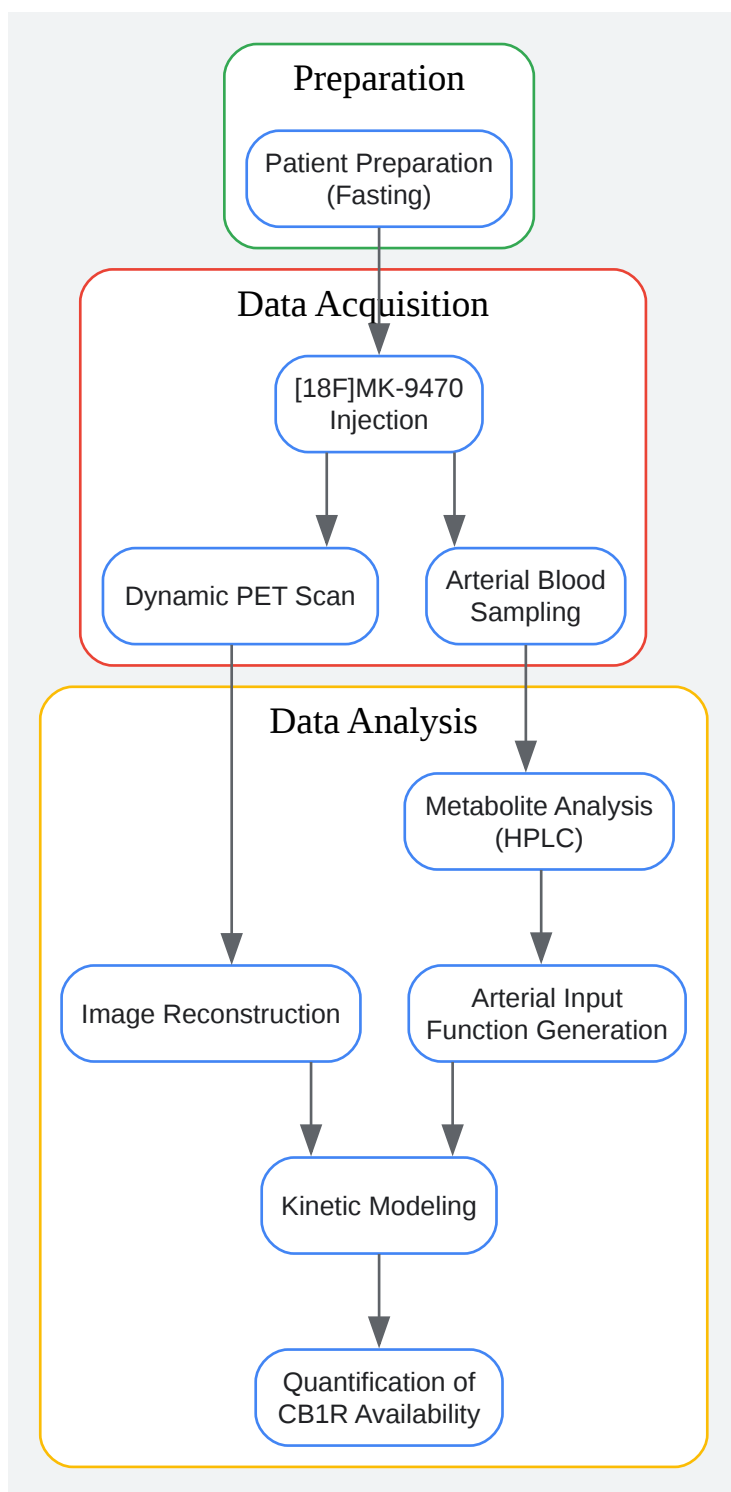 Preparation
Patient Preparation
(Fasting)
Data Acquisition
[18F]MK-9470
Injection
Dynamic PET Scan
Arterial Blood
Sampling
Data Analysis
Metabolite Analysis
(HPLC)
Image Reconstruction
Arterial Input
Function Generation
Kinetic Modeling
Quantification of
CB1R Availability